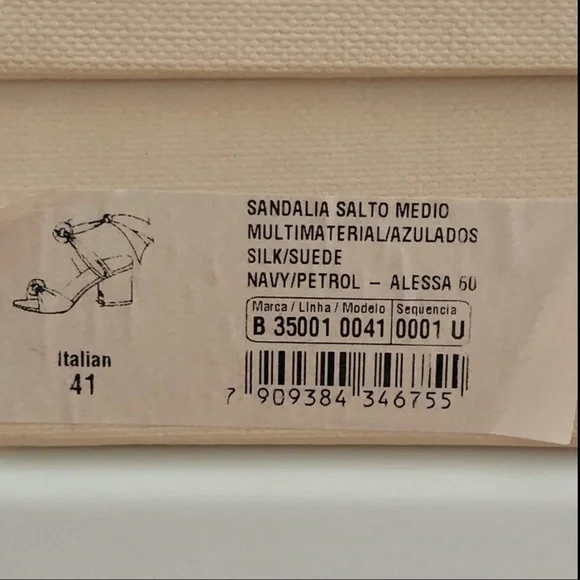 SANDALIA SALTO MEDIO
MULTIMATERIAL/AZULADOS
SILK/SUEDE
NAVY/PETROL – ALESSA 60
Marca / Linha / Modelo Sequencia
B 35001 0041 0001 U
Italian
41
7 909384 346755